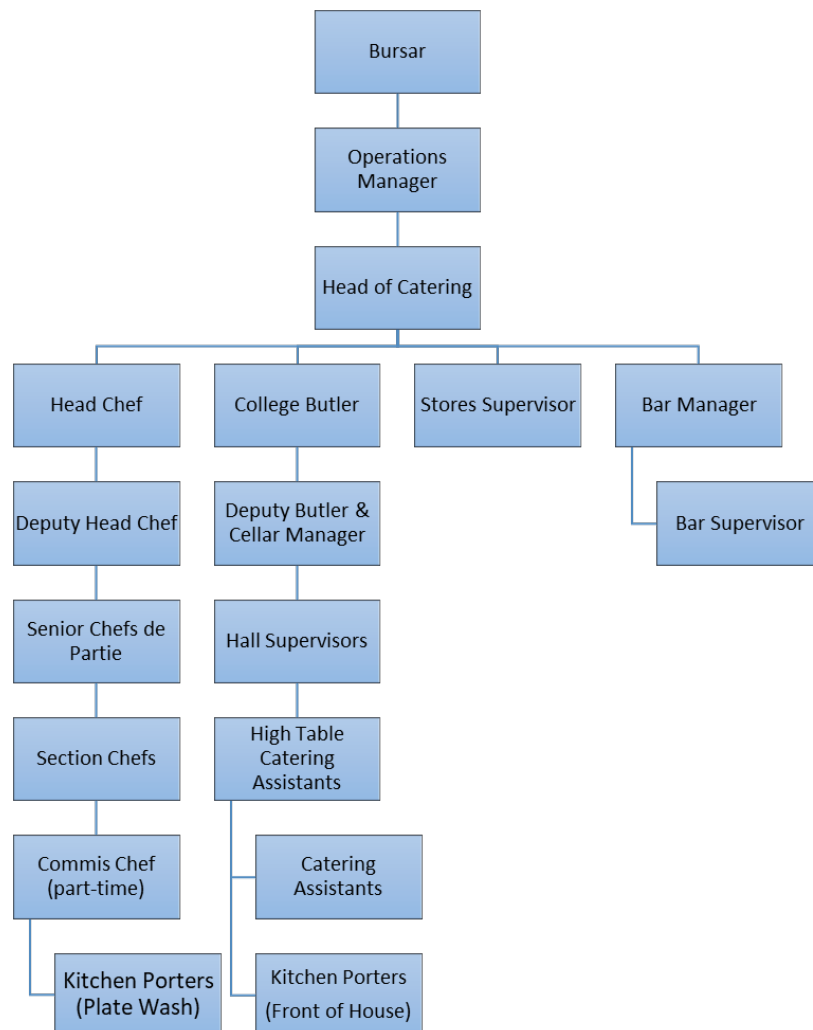 Bursar
Operations
Manager
Head of Catering
Head Chef
College Butler
Stores Supervisor
Bar Manager
Deputy Head Chef
Deputy Butler &
Cellar Manager
Bar Supervisor
Senior Chefs de
Partie
Hall Supervisors
Section Chefs
High Table
Catering
Assistants
Commis Chef
(part-time)
Catering
Assistants
Kitchen Porters
(Plate Wash)
Kitchen Porters
(Front of House)